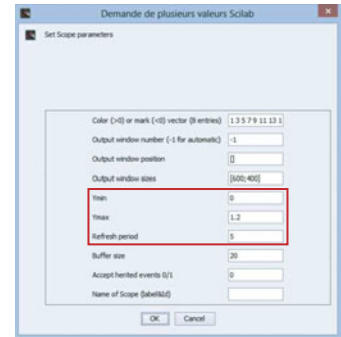 Demande de plusieurs valeurs Scilab
Set Scope parameters
Color (>0) or mark (<0) vector (8 entries) 1 3 5 7 9 11 13 1
Output window number (-1 for automatic) -1
Output window position []
Output window sizes [600;400]
Ymin 0
Ymax 1.2
Refresh period 5
Buffer size 20
Accept herited events 0/1 0
Name of Scope (label&Id)
OK Cancel